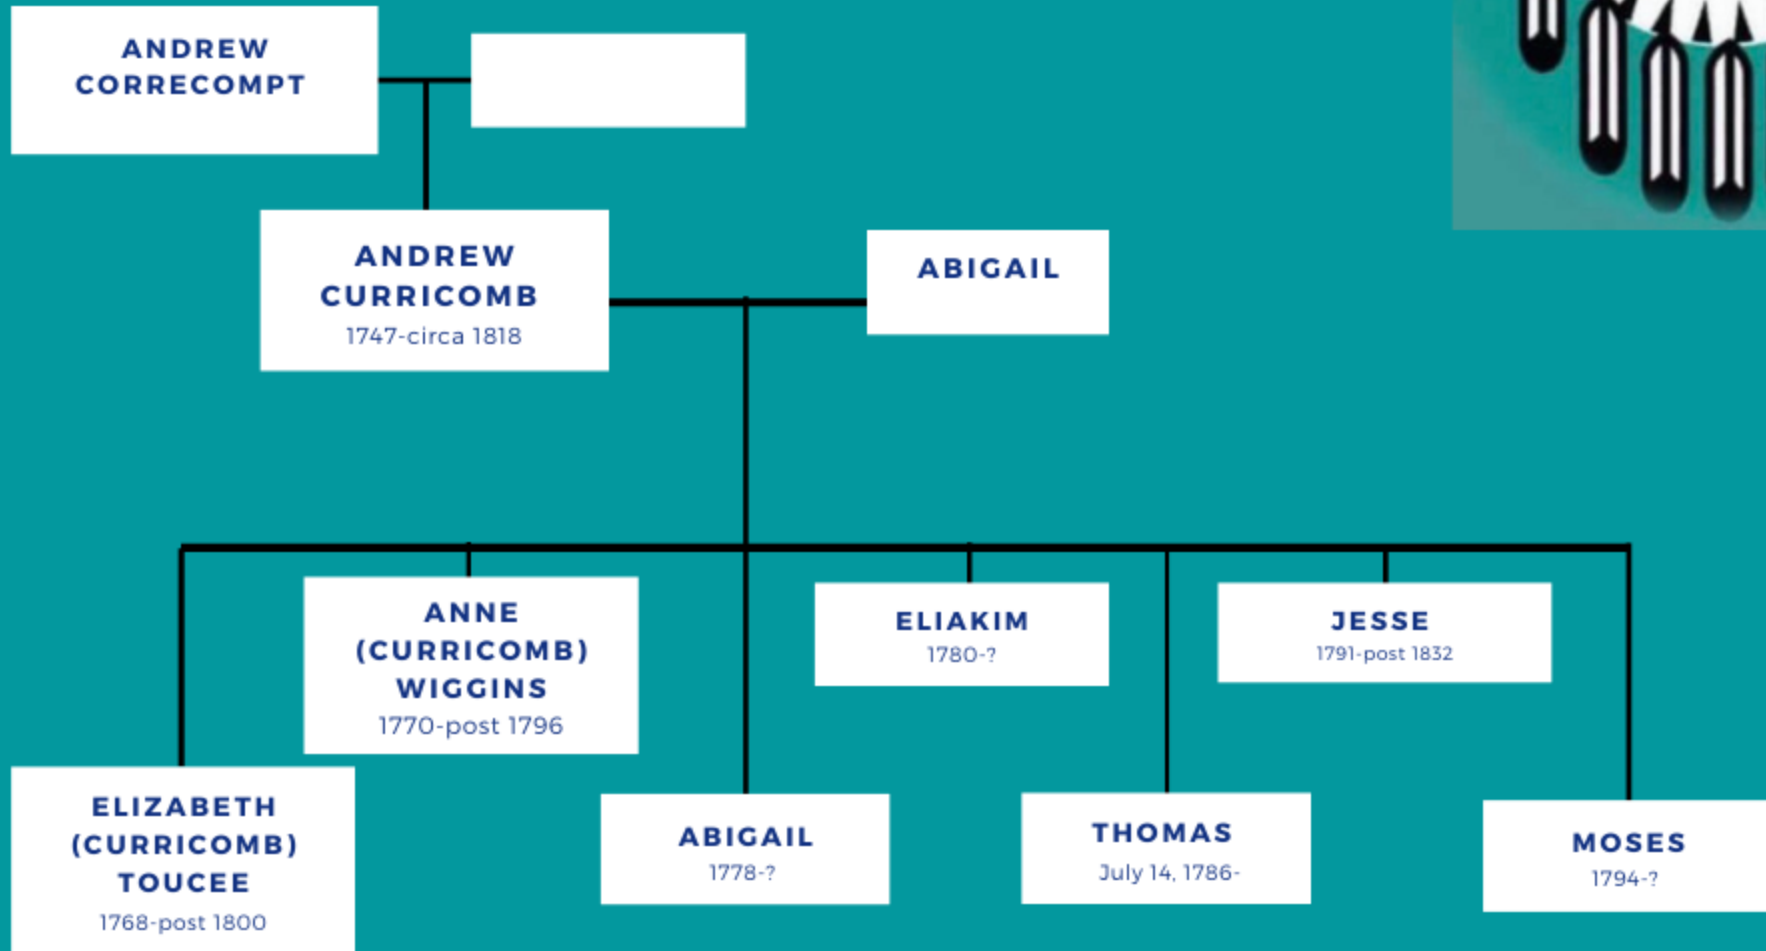 ANDREW
CORRECOMPT
ANDREW
CURRICOMB
1747-circa 1818
ABIGAIL
ANNE
(CURRICOMB)
WIGGINS
1770-post 1796
ELIAKIM
1780-?
JESSE
1791-post 1832
ELIZABETH
(CURRICOMB)
TOUCEE
1768-post 1800
ABIGAIL
1778-?
THOMAS
July 14, 1786-
MOSES
1794-?